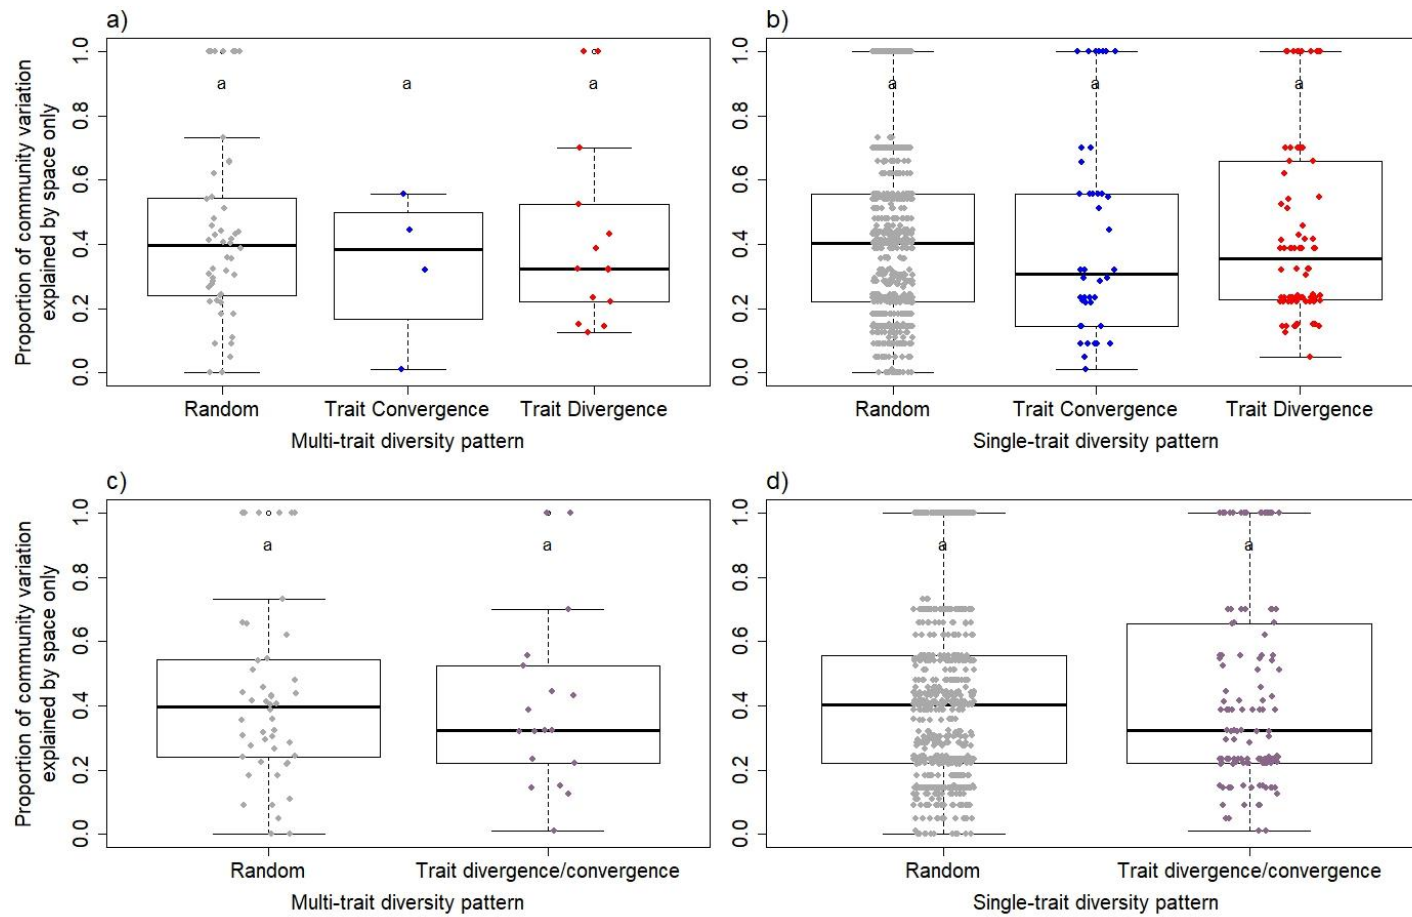 a)
Proportion of community variation
explained by space only
1.0
0.8
0.6
0.4
0.2
0.0
a a a
Random Trait Convergence Trait Divergence
Multi-trait diversity pattern
b)
1.0
0.8
0.6
0.4
0.2
0.0
a a a
Random Trait Convergence Trait Divergence
Single-trait diversity pattern
c)
Proportion of community variation
explained by space only
1.0
0.8
0.6
0.4
0.2
0.0
a a
Random Trait divergence/convergence
Multi-trait diversity pattern
d)
1.0
0.8
0.6
0.4
0.2
0.0
a a
Random Trait divergence/convergence
Single-trait diversity pattern